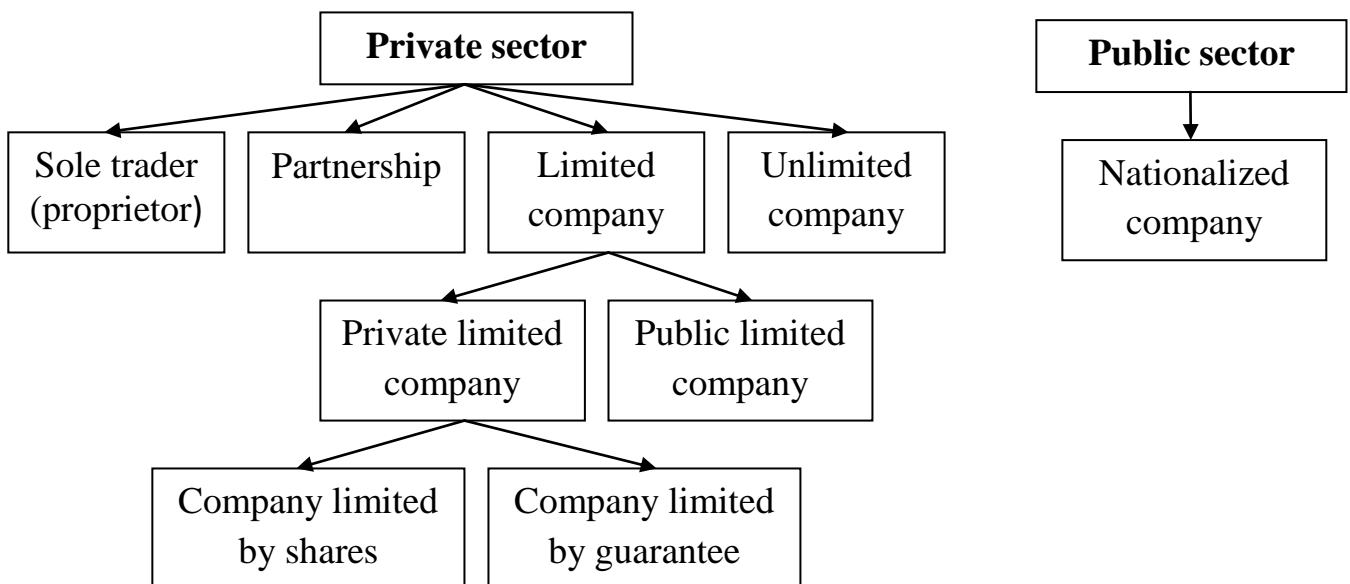 Private sector
Public sector
Sole trader
(proprietor)
Partnership
Limited
company
Unlimited
company
Nationalized
company
Private limited
company
Public limited
company
Company limited
by shares
Company limited
by guarantee